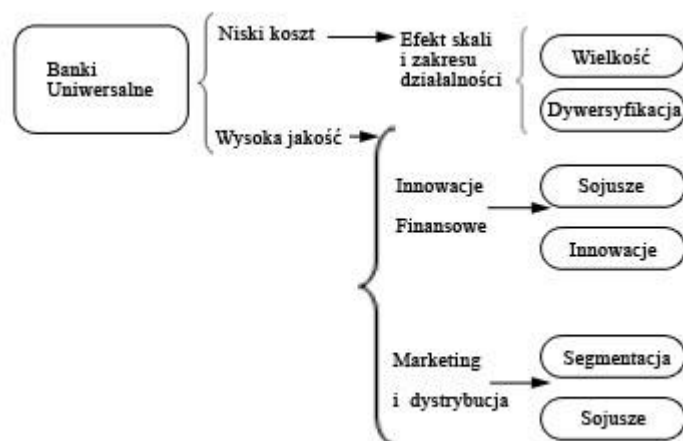 Banki
Uniwersalne
Niski koszt
Efekt skali
i zakresu
działalności
Wielkość
Dywersyfikacja
Wysoka jakość
Innowacje
Finansowe
Sojusze
Innowacje
Marketing
i dystrybucja
Segmentacja
Sojusze